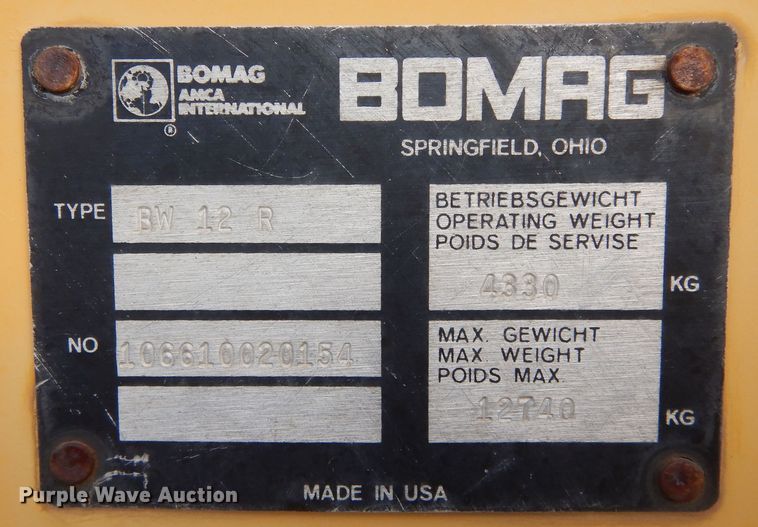 BOMAG
AMCA
INTERNATIONAL
®
BOMAG
SPRINGFIELD, OHIO
TYPE
BW 12 R
BETRIEBSGEWICHT
OPERATING WEIGHT
POIDS DE SERVISE
4330 KG
NO
106610020154
MAX. GEWICHT
MAX. WEIGHT
POIDS MAX.
12740 KG
MADE IN USA
Purple Wave Auction